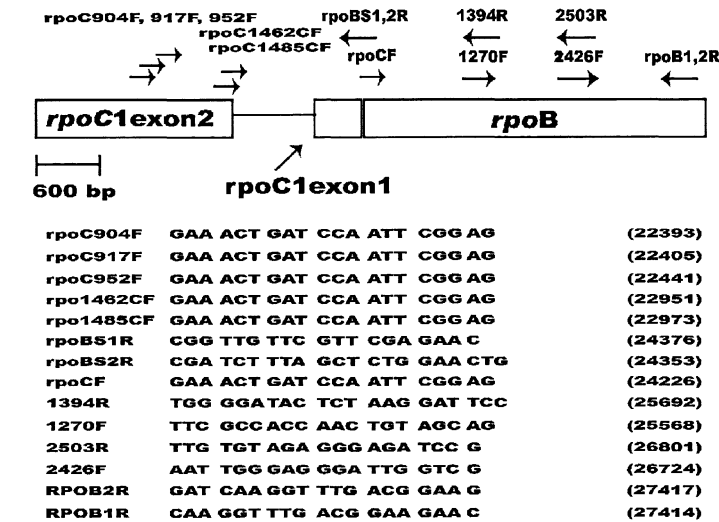 rpoC904F, 917F, 952F rpoBS1,2R 1394R 2503R
rpoC1462CF
rpoC1485CF rpoCF 1270F 2426F rpoB1,2R
rpoC1exon2 rpoB
600 bp rpoC1exon1
rpoC904F GAA ACT GAT CCA ATT CGG AG (22393)
rpoC917F GAA ACT GAT CCA ATT CGG AG (22405)
rpoC952F GAA ACT GAT CCA ATT CGG AG (22441)
rpo1462CF GAA ACT GAT CCA ATT CGG AG (22951)
rpo1485CF GAA ACT GAT CCA ATT CGG AG (22973)
rpoBS1R CGG TTG TTC GTT CGA GAA C (24376)
rpoBS2R CGA TCT TTA GCT CTG GAA CTG (24353)
rpoCF GAA ACT GAT CCA ATT CGG AG (24226)
1394R TGG GGA TAC TCT AAG GAT TCC (25692)
1270F TTC GCC ACC AAC TGT AGC AG (25568)
2503R TTG TGT AGA GGG AGA TCC G (26801)
2426F AAT TGG GAG GGA TTG GTC G (26724)
RPOB2R GAT CAA GGT TTG ACG GAA G (27417)
RPOB1R CAA GGT TTG ACG GAA GAA C (27414)